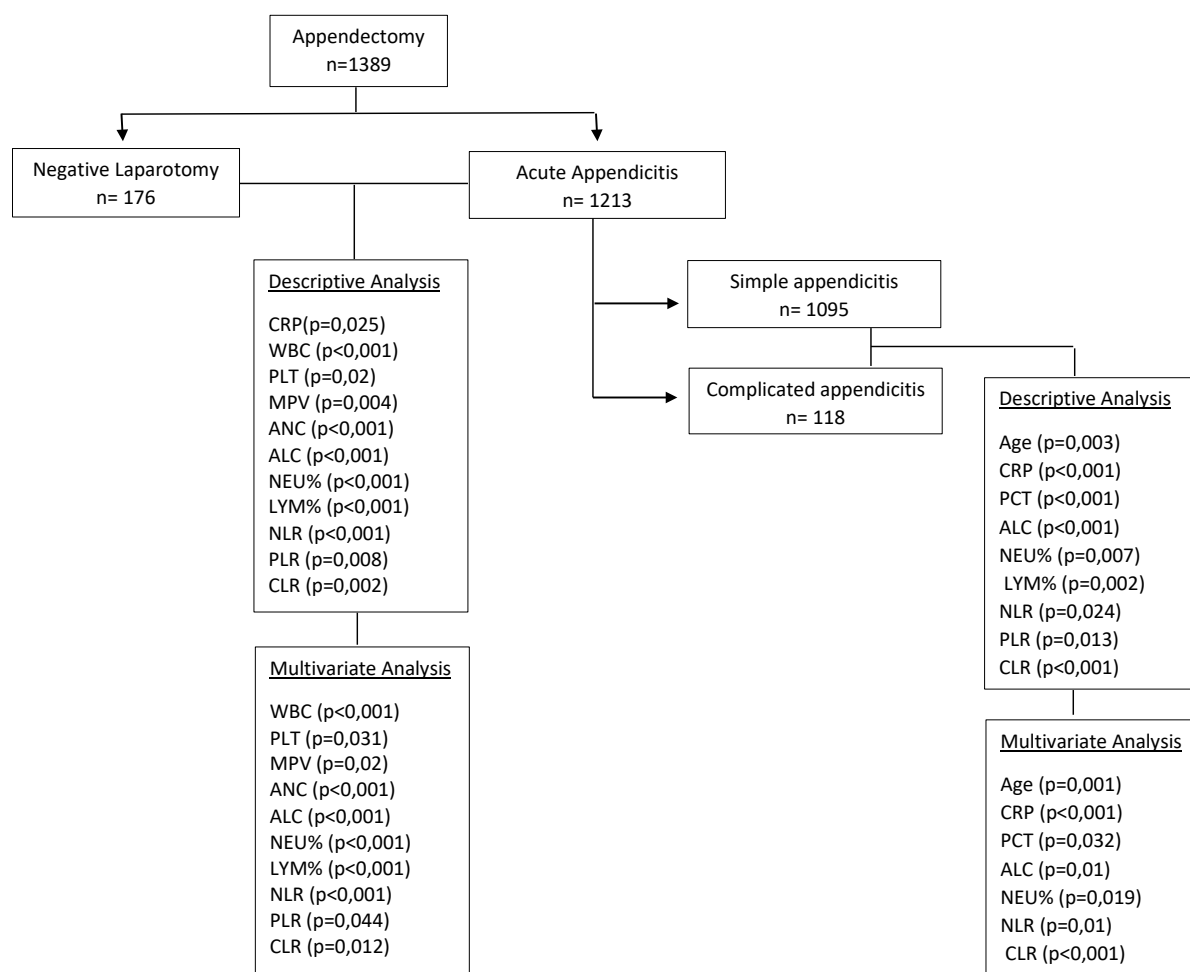 Appendectomy
n=1389
Negative Laparotomy
n= 176
Acute Appendicitis
n= 1213
Descriptive Analysis
CRP(p=0,025)
WBC (p<0,001)
PLT (p=0,02)
MPV (p=0,004)
ANC (p<0,001)
ALC (p<0,001)
NEU% (p<0,001)
LYM% (p<0,001)
NLR (p<0,001)
PLR (p=0,008)
CLR (p=0,002)
Multivariate Analysis
WBC (p<0,001)
PLT (p=0,031)
MPV (p=0,02)
ANC (p<0,001)
ALC (p<0,001)
NEU% (p<0,001)
LYM% (p<0,001)
NLR (p<0,001)
PLR (p=0,044)
CLR (p=0,012)
Simple appendicitis
n= 1095
Complicated appendicitis
n= 118
Descriptive Analysis
Age (p=0,003)
CRP (p<0,001)
PCT (p<0,001)
ALC (p<0,001)
NEU% (p=0,007)
LYM% (p=0,002)
NLR (p=0,024)
PLR (p=0,013)
CLR (p<0,001)
Multivariate Analysis
Age (p=0,001)
CRP (p<0,001)
PCT (p=0,032)
ALC (p=0,01)
NEU% (p=0,019)
NLR (p=0,01)
CLR (p<0,001)